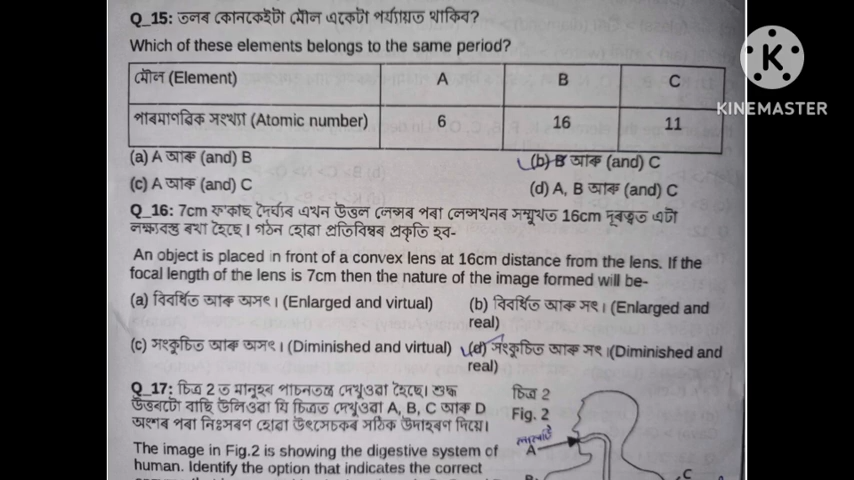 Q_15: তলৰ কোনকেইটা মৌল একেটা পৰ্য্যায়ত থাকিব?
Which of these elements belongs to the same period?
মৌল (Element) A B C
পাৰমাণৱিক সংখ্যা (Atomic number) 6 16 11
(a) A আৰু (and) B (b) B আৰু (and) C
(c) A আৰু (and) C (d) A, B আৰু (and) C
Q_16: 7cm ফ'কাছ দৈৰ্ঘ্যৰ এখন উত্তল লেন্সৰ পৰা লেন্সখনৰ সন্মুখত 16cm দূৰত্বত এটা
লক্ষ্যবস্তু ৰখা হৈছে। গঠন হোৱা প্ৰতিবিম্বৰ প্ৰকৃতি হ'ব-
An object is placed in front of a convex lens at 16cm distance from the lens. If the
focal length of the lens is 7cm then the nature of the image formed will be-
(a) বিবৰ্ধিত আৰু অসৎ। (Enlarged and virtual) (b) বিবৰ্ধিত আৰু সৎ। (Enlarged and
real)
(c) সংকুচিত আৰু অসৎ। (Diminished and virtual) (d) সংকুচিত আৰু সৎ।(Diminished and
real)
Q_17: চিত্ৰ 2 ত মানুহৰ পাচনতন্ত্ৰ দেখুওৱা হৈছে। শুদ্ধ
উত্তৰটো বাছি উলিওৱা যি চিত্ৰত দেখুওৱা A, B, C আৰু D
অংশৰ পৰা নিঃসৰণ হোৱা উৎসেচকৰ সঠিক উদাহৰণ দিয়ে।
The image in Fig.2 is showing the digestive system of
human. Identify the option that indicates the correct
চিত্ৰ 2
Fig. 2
A
B
C
KINEMASTER